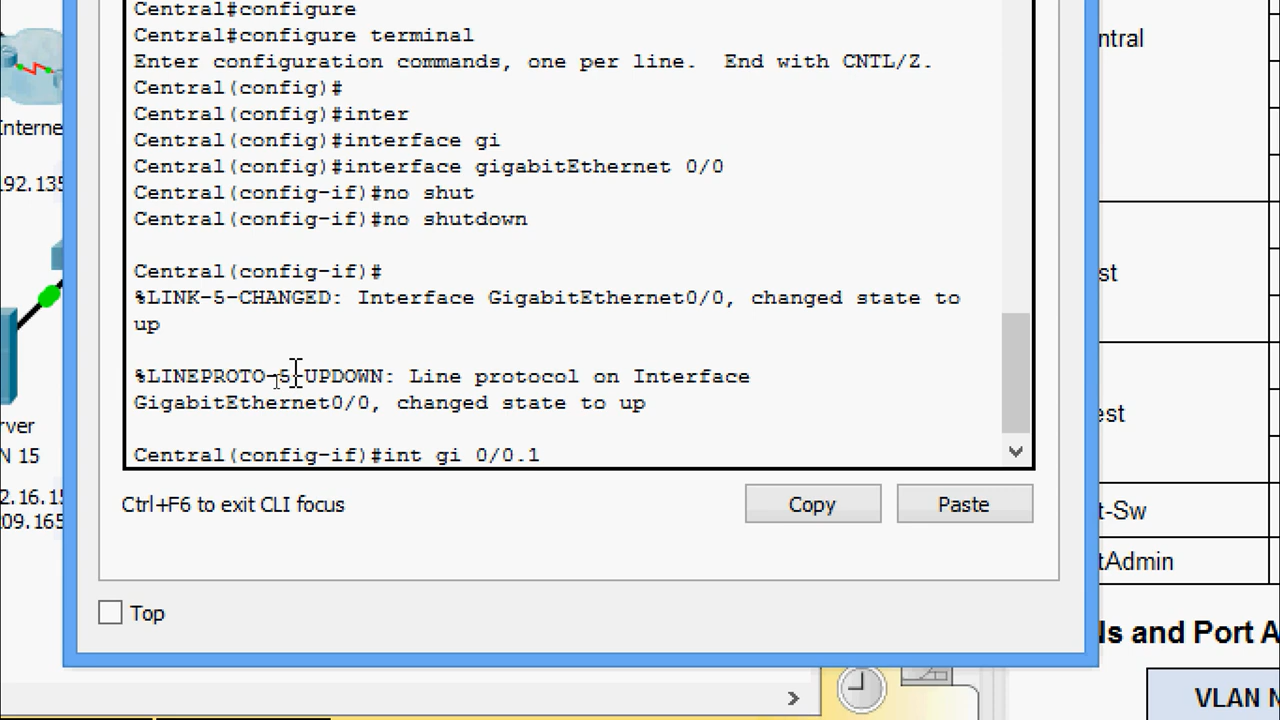 Central#configure
Central#configure terminal
Enter configuration commands, one per line.  End with CNTL/Z.
Central(config)#
Central(config)#inter
Central(config)#interface gi
Central(config)#interface gigabitEthernet 0/0
Central(config-if)#no shut
Central(config-if)#no shutdown
Central(config-if)#
%LINK-5-CHANGED: Interface GigabitEthernet0/0, changed state to
up
%LINEPROTO-5-UPDOWN: Line protocol on Interface
GigabitEthernet0/0, changed state to up
Central(config-if)#int gi 0/0.1
Ctrl+F6 to exit CLI focus
Copy
Paste
Top
Interne
192.135
rver
N 15
2.16.15
209.165
ntral
st
est
t-Sw
tAdmin
Ns and Port A
VLAN N